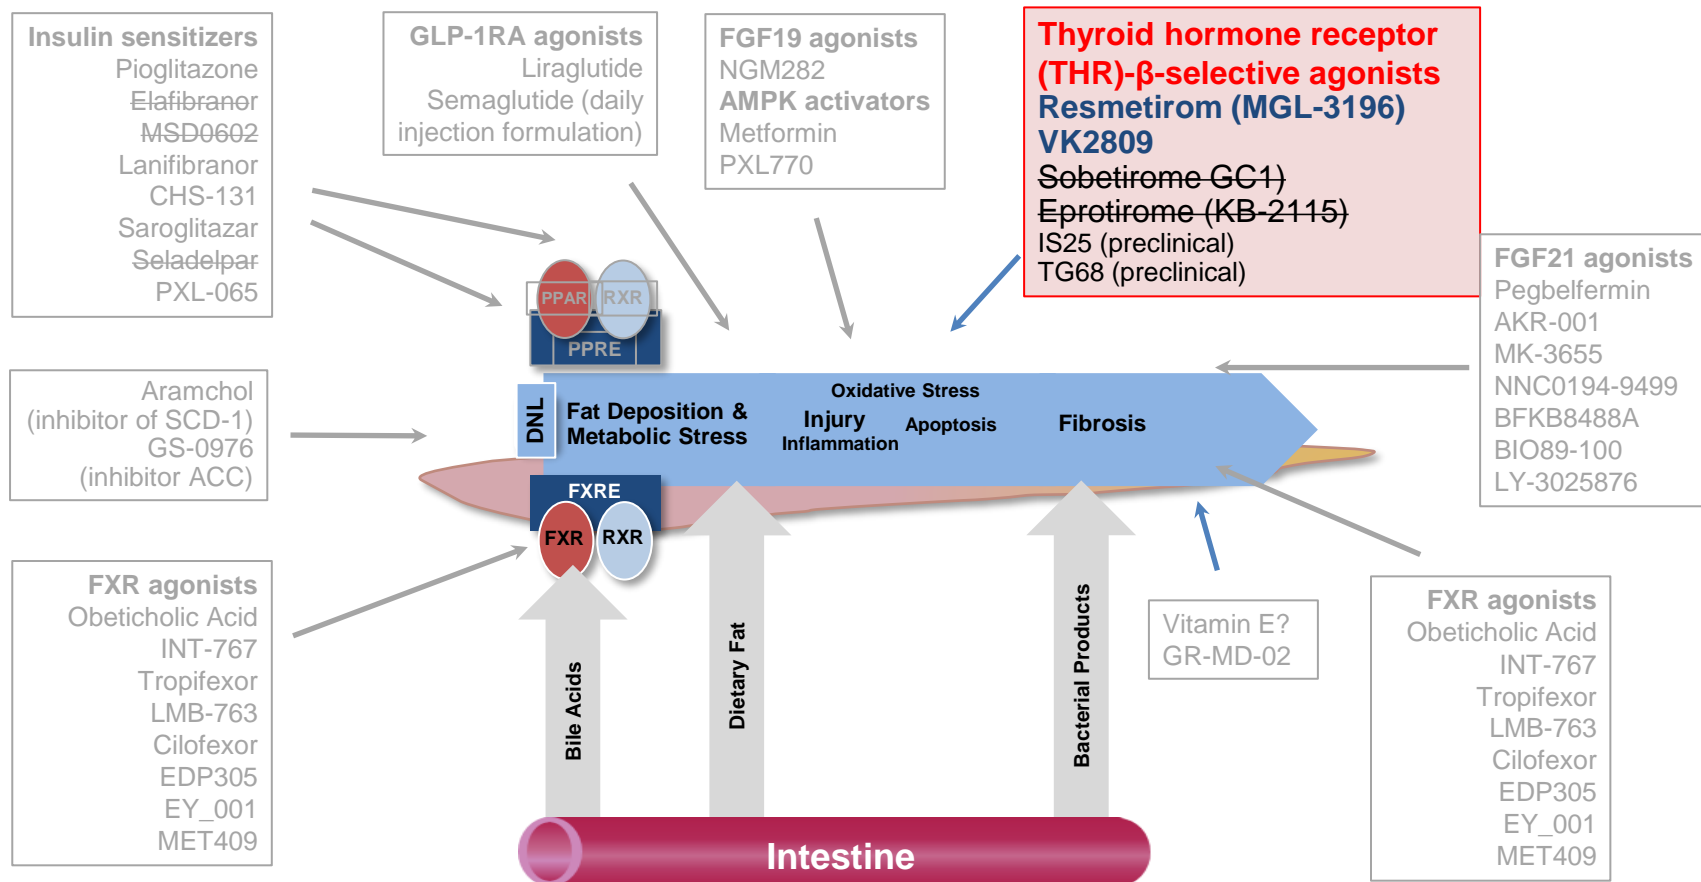 Insulin sensitizers
Pioglitazone
Elafibranor
MSD0602
Lanifibranor
CHS-131
Saroglitazar
Seladelpar
PXL-065
GLP-1RA agonists
Liraglutide
Semaglutide (daily
injection formulation)
FGF19 agonists
NGM282
AMPK activators
Metformin
PXL770
Thyroid hormone receptor
(THR)-β-selective agonists
Resmetirom (MGL-3196)
VK2809
Sobetirome GC1)
Eprotirome (KB-2115)
IS25 (preclinical)
TG68 (preclinical)
FGF21 agonists
Pegbelfermin
AKR-001
MK-3655
NNC0194-9499
BFKB8488A
BIO89-100
LY-3025876
PPAR
RXR
PPRE
Aramchol
(inhibitor of SCD-1)
GS-0976
(inhibitor ACC)
DNL
Fat Deposition &
Metabolic Stress
Oxidative Stress
Injury
Inflammation
Apoptosis
Fibrosis
FXRE
FXR
RXR
FXR agonists
Obeticholic Acid
INT-767
Tropifexor
LMB-763
Cilofexor
EDP305
EY_001
MET409
Bile Acids
Dietary Fat
Bacterial Products
Vitamin E?
GR-MD-02
FXR agonists
Obeticholic Acid
INT-767
Tropifexor
LMB-763
Cilofexor
EDP305
EY_001
MET409
Intestine